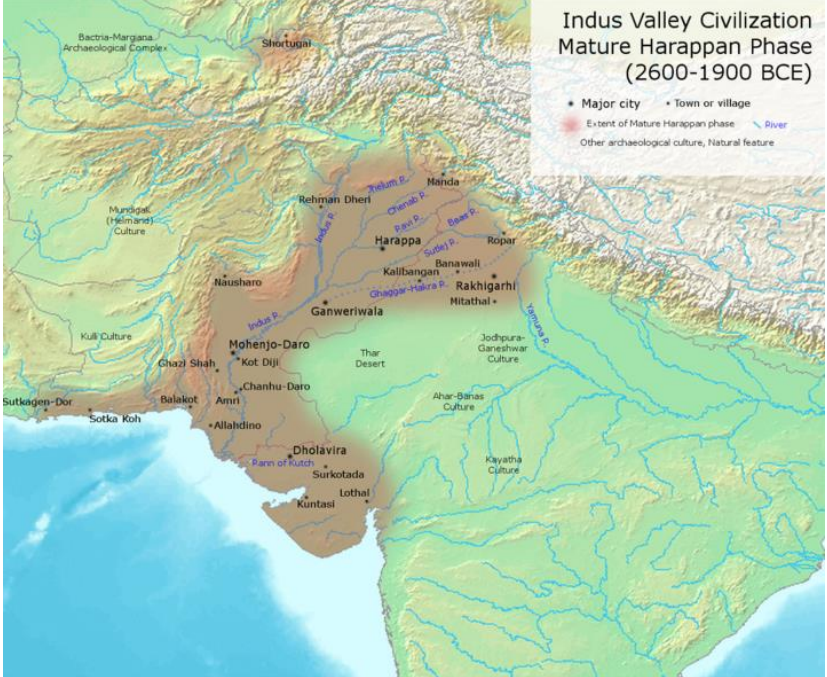 Indus Valley Civilization
Mature Harappan Phase
(2600-1900 BCE)
Major city
Town or village
Extent of Mature Harappan phase
River
Other archaeological culture, Natural feature
Bactria-Margiana
Archaeological Complex
Shortugai
Mundigak
(Helmand)
Culture
Rehman Dheri
Jhelum R.
Manda
Chenab R.
Indus R.
Ravi R.
Beas R.
Harappa
Sutlej R.
Ropar
Banawali
Kalibangan
Nausharo
Ghaggar-Hakra R.
Rakhigarhi
Mitathal
Ganweriwala
Indus R.
Yamuna R.
Kulli Culture
Mohenjo-Daro
Kot Diji
Ghazi Shah
Thar
Desert
Jodhpura-
Ganeshwar
Culture
Chanhu-Daro
Amri
Sutkagen-Dor
Sotka Koh
Balakot
Allahdino
Ahar-Banas
Culture
Dholavira
Rann of Kutch
Surkotada
Kayatha
Culture
Lothal
Kuntasi